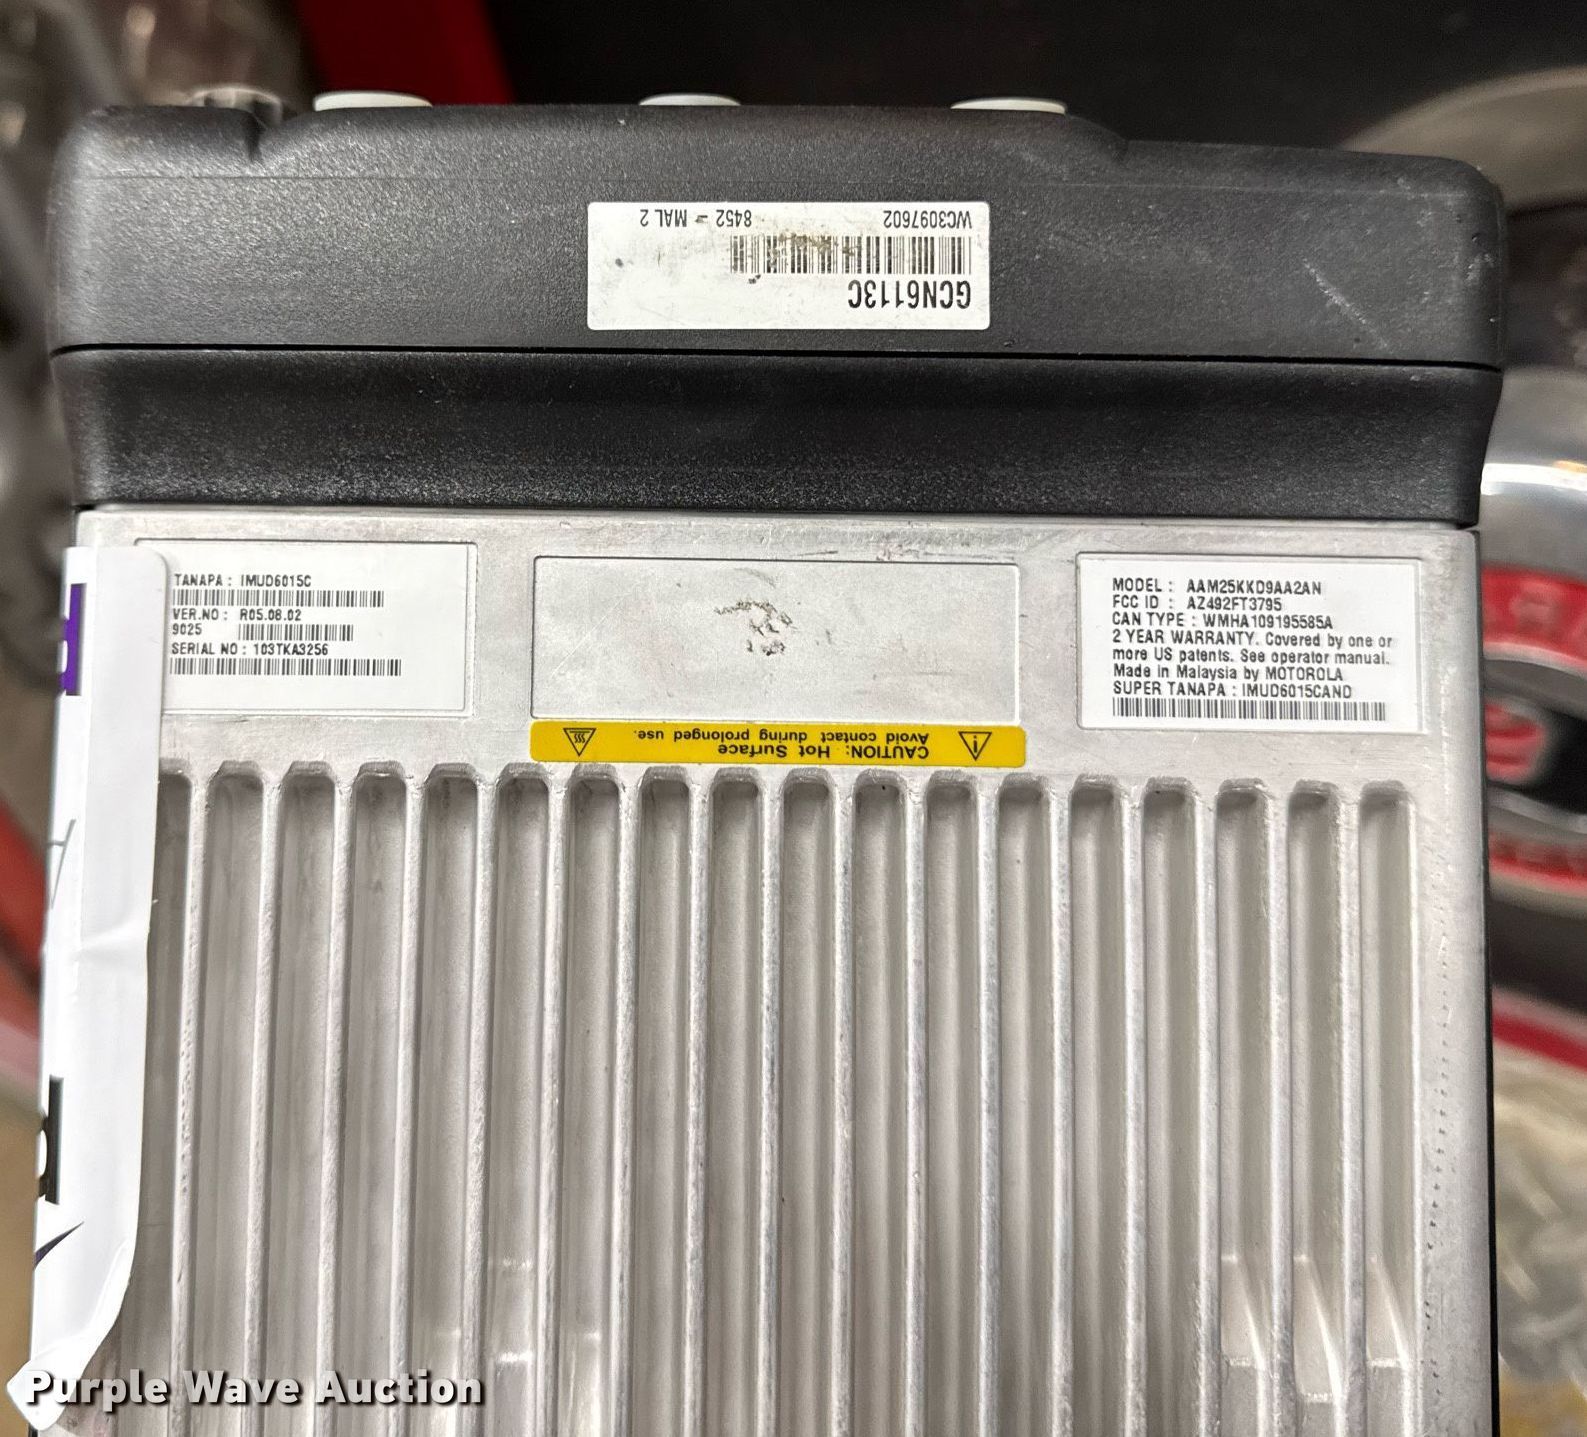 GCN6113C
WC3097602 8452 - MAL 2
TANAPA : IMUD6015C
VER.NO : R05.08.02
9025
SERIAL NO : 103TKA3256
MODEL : AAM25KKD9AA2AN
FCC ID : AZ492FT3795
CAN TYPE : WMHA109195585A
2 YEAR WARRANTY. Covered by one or
more US patents. See operator manual.
Made in Malaysia by MOTOROLA
SUPER TANAPA : IMUD6015CAND
CAUTION: Hot Surface
Avoid contact during prolonged use.
Purple Wave Auction